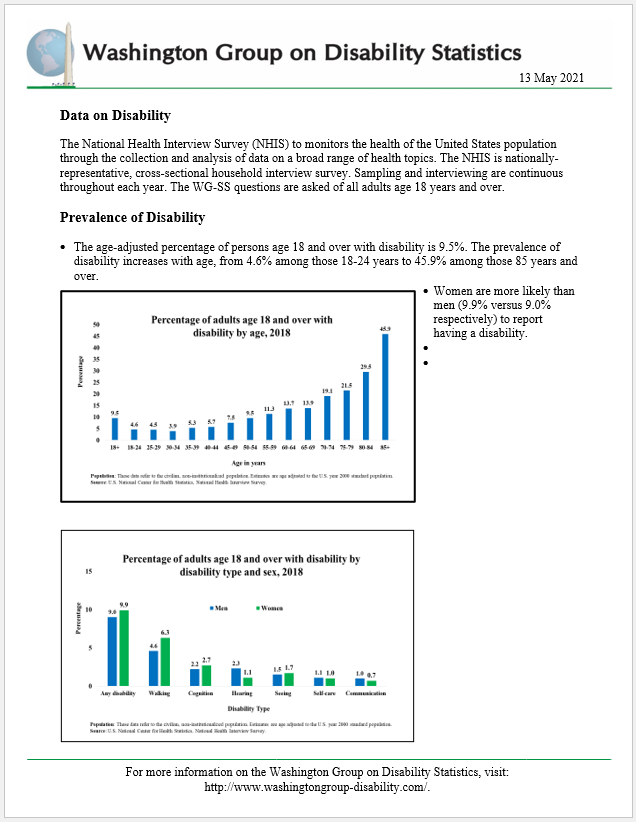 Washington Group on Disability Statistics
13 May 2021
Data on Disability
The National Health Interview Survey (NHIS) to monitors the health of the United States population
through the collection and analysis of data on a broad range of health topics. The NHIS is nationally-
representative, cross-sectional household interview survey. Sampling and interviewing are continuous
throughout each year. The WG-SS questions are asked of all adults age 18 years and over.
Prevalence of Disability
• The age-adjusted percentage of persons age 18 and over with disability is 9.5%. The prevalence of
disability increases with age, from 4.6% among those 18-24 years to 45.9% among those 85 years and
over.
• Women are more likely than
men (9.9% versus 9.0%
respectively) to report
having a disability.
•
•
Percentage of adults age 18 and over with
disability by age, 2018
Percentage
50
45
40
35
30
25
20
15
10
5
0
9.5 4.6 4.5 3.9 5.3 5.7 7.5 9.5 11.3 13.7 13.9 19.1 21.5 29.5 45.9
18+ 18-24 25-29 30-34 35-39 40-44 45-49 50-54 55-59 60-64 65-69 70-74 75-79 80-84 85+
Age in years
Population: These data refer to the civilian, non-institutionalized population. Estimates are age adjusted to the U.S. year 2000 standard population.
Source: U.S. National Center for Health Statistics, National Health Interview Survey.
Percentage of adults age 18 and over with disability by
disability type and sex, 2018
Percentage
15
10
5
0
Men Women
9.0 9.9 4.6 6.3 2.2 2.7 2.3 1.1 1.5 1.7 1.1 1.0 1.0 0.7
Any disability Walking Cognition Hearing Seeing Self-care Communication
Disability Type
Population: These data refer to the civilian, non-institutionalized population. Estimates are age adjusted to the U.S. year 2000 standard population.
Source: U.S. National Center for Health Statistics, National Health Interview Survey.
For more information on the Washington Group on Disability Statistics, visit:
http://www.washingtongroup-disability.com/.